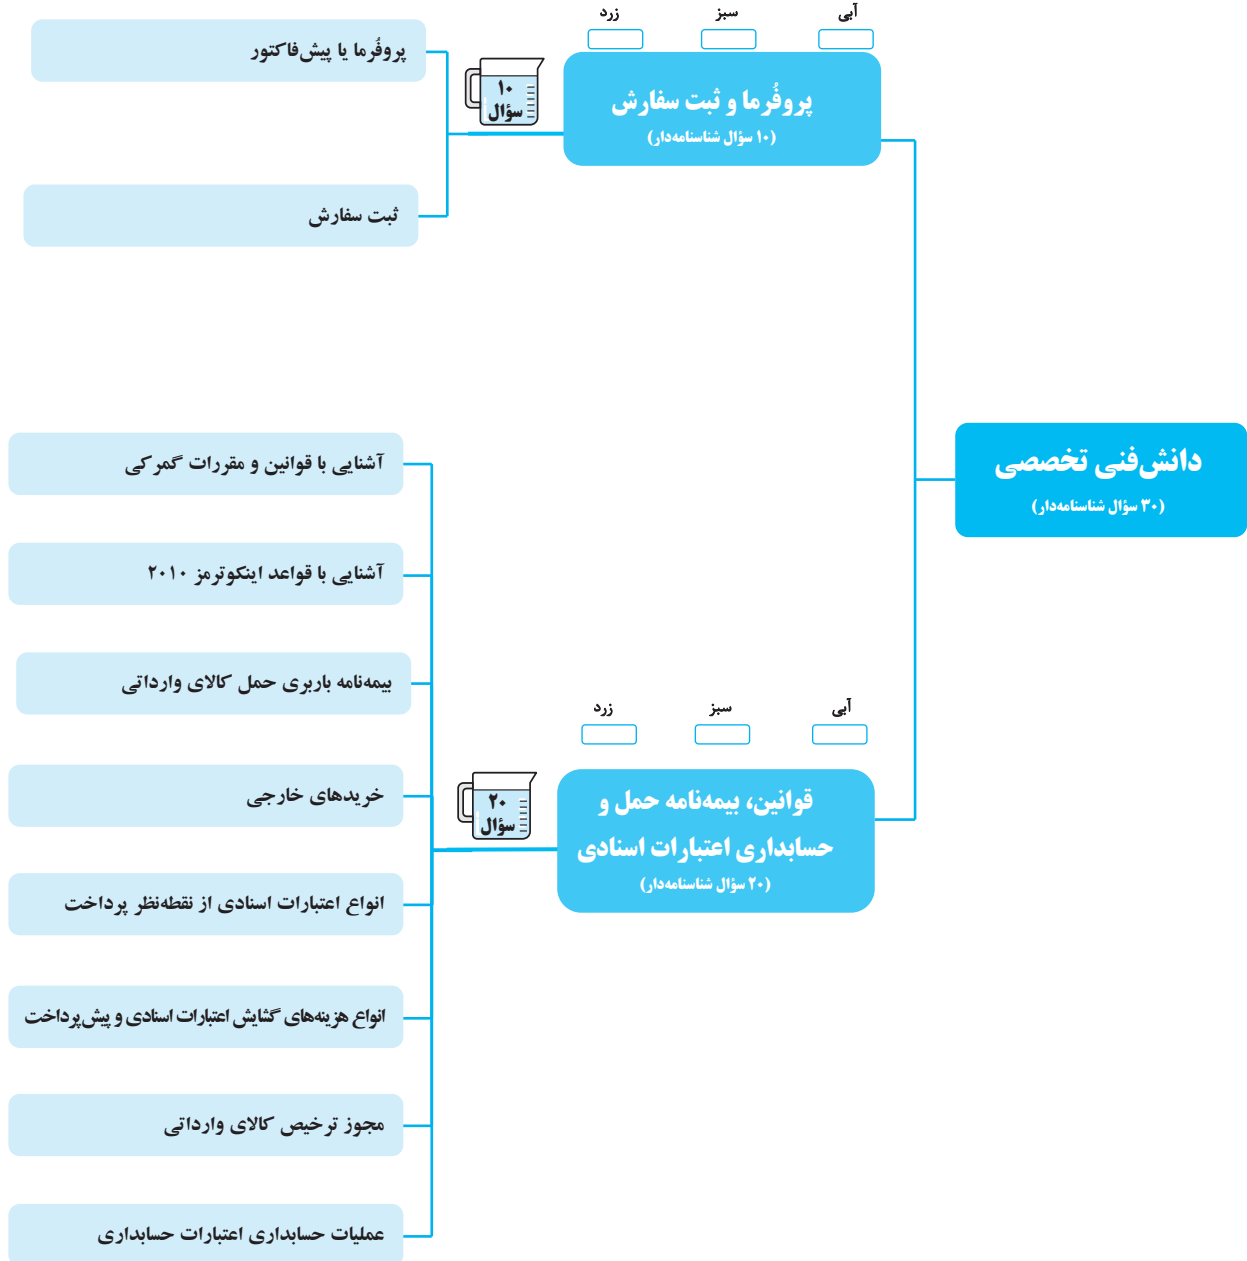 دانش‌فنی تخصصی
(۳۰ سؤال شناسنامه‌دار)
آبی
سبز
زرد
پروفُرما و ثبت سفارش
(۱۰ سؤال شناسنامه‌دار)
۱۰
سؤال
پروفُرما یا پیش‌فاکتور
ثبت سفارش
آبی
سبز
زرد
قوانین، بیمه‌نامه حمل و
حسابداری اعتبارات اسنادی
(۲۰ سؤال شناسنامه‌دار)
۲۰
سؤال
آشنایی با قوانین و مقررات گمرکی
آشنایی با قواعد اینکوترمز ۲۰۱۰
بیمه‌نامه باربری حمل کالای وارداتی
خریدهای خارجی
انواع اعتبارات اسنادی از نقطه‌نظر پرداخت
انواع هزینه‌های گشایش اعتبارات اسنادی و پیش‌پرداخت
مجوز ترخیص کالای وارداتی
عملیات حسابداری اعتبارات حسابداری